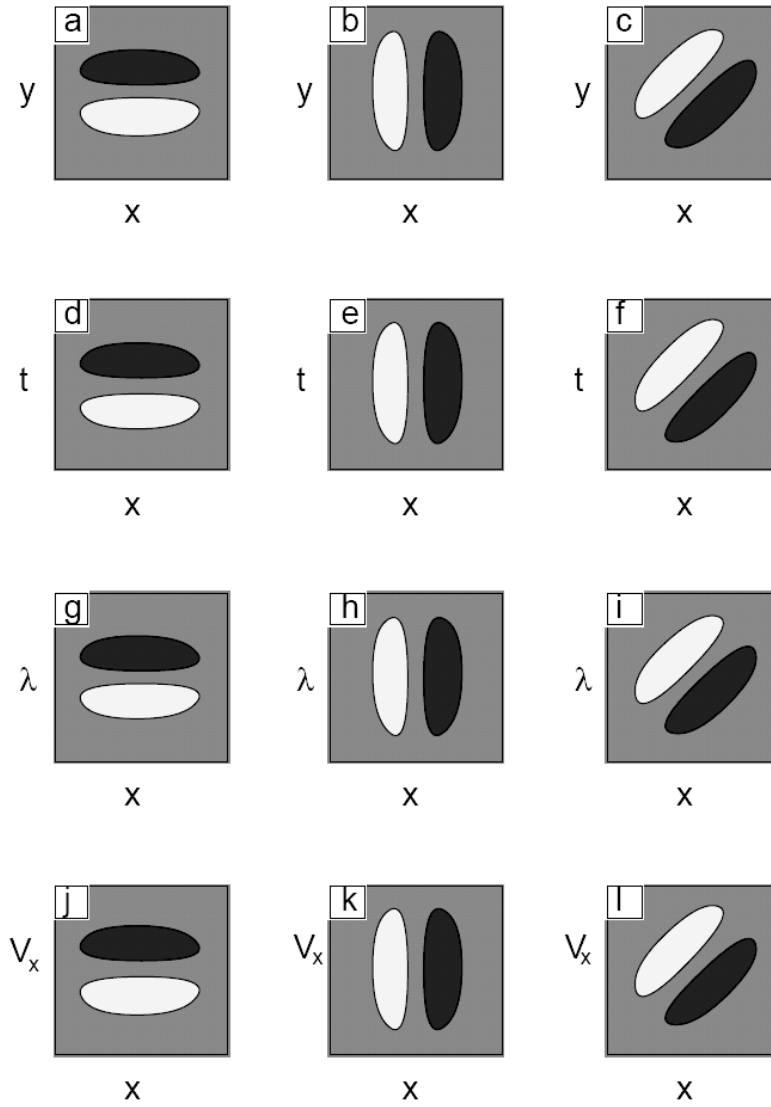 a b c
y y y
x x x
d e f
t t t
x x x
g h i
λ λ λ
x x x
j k l
Vx Vx Vx
x x x